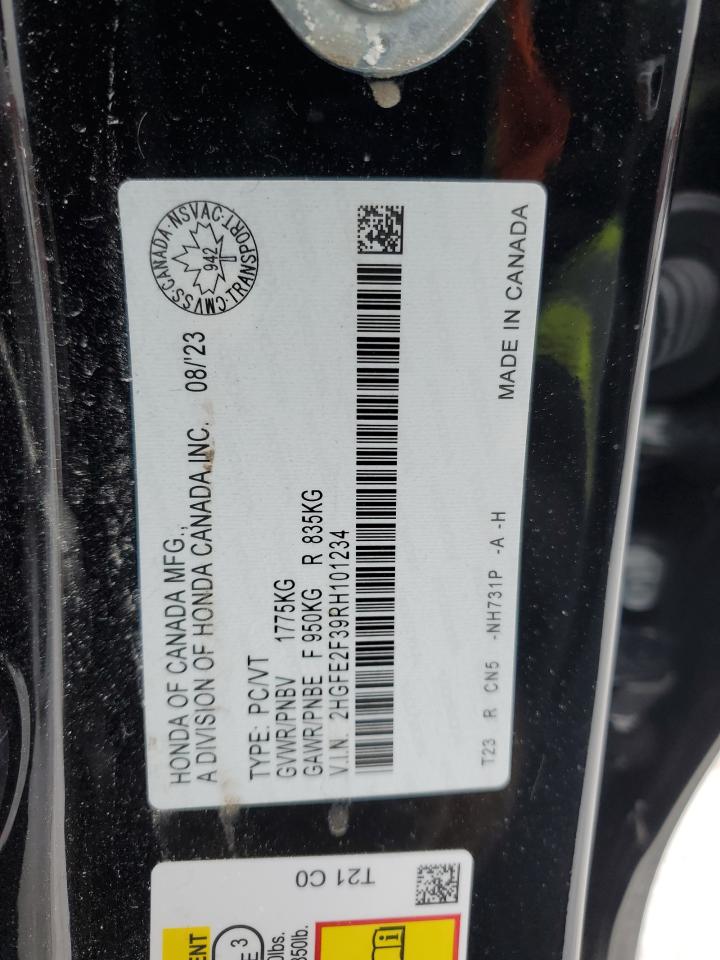 HONDA OF CANADA MFG.,
A DIVISION OF HONDA CANADA INC. 08/'23
CMVSS·CANADA·NSVAC·TRANSPORT·
942
TYPE: PC/VT
GVWR/PNBV 1775KG
GAWR/PNBE F 950KG R 835KG
V.I.N. 2HGFE2F39RH101234
MADE IN CANADA
T23 R CN5 -NH731P -A -H
T21 C0